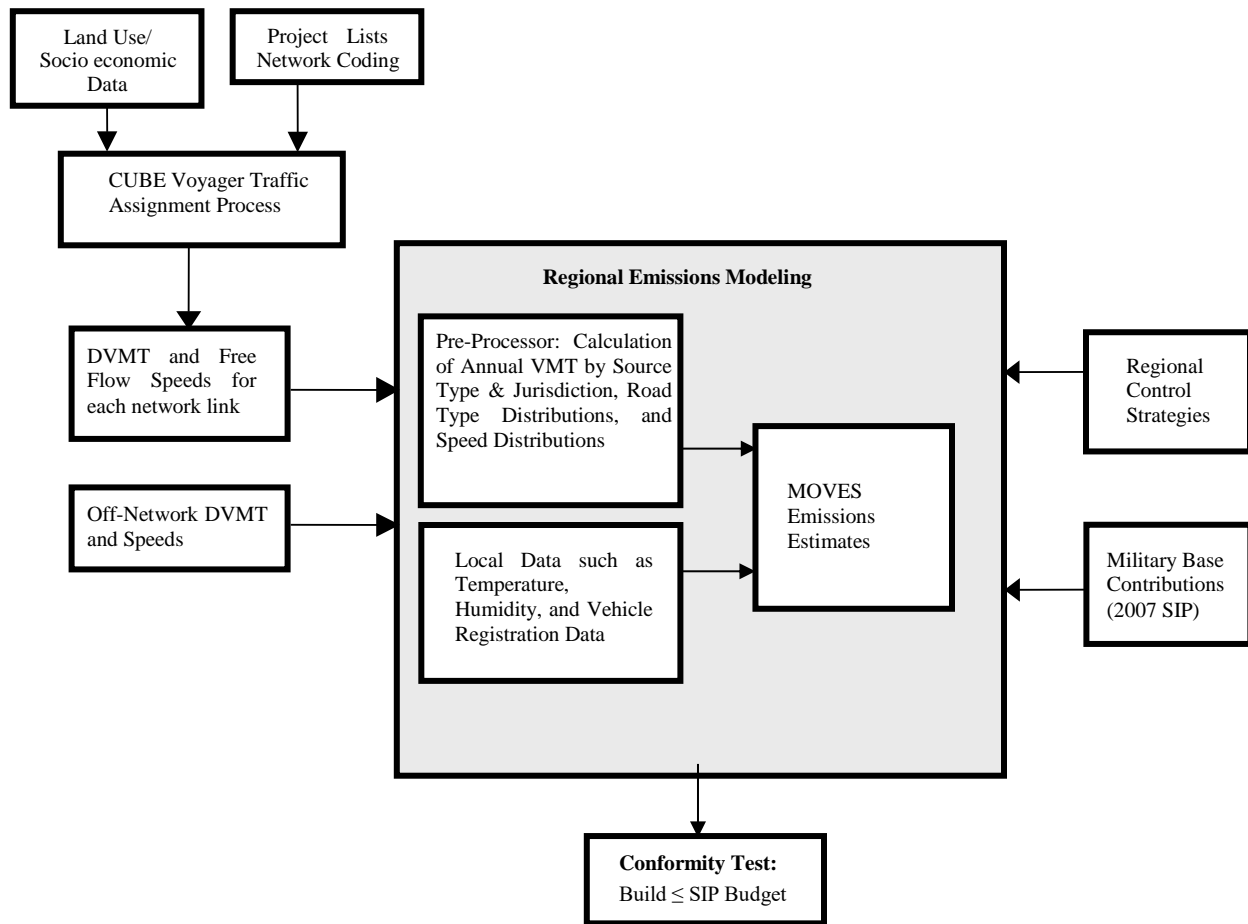 Land Use/
Socio economic
Data
Project Lists
Network Coding
CUBE Voyager Traffic
Assignment Process
DVMT and Free
Flow Speeds for
each network link
Off-Network DVMT
and Speeds
Regional Emissions Modeling
Pre-Processor: Calculation
of Annual VMT by Source
Type & Jurisdiction, Road
Type Distributions, and
Speed Distributions
Local Data such as
Temperature,
Humidity, and Vehicle
Registration Data
MOVES
Emissions
Estimates
Regional
Control
Strategies
Military Base
Contributions
(2007 SIP)
Conformity Test:
Build ≤ SIP Budget